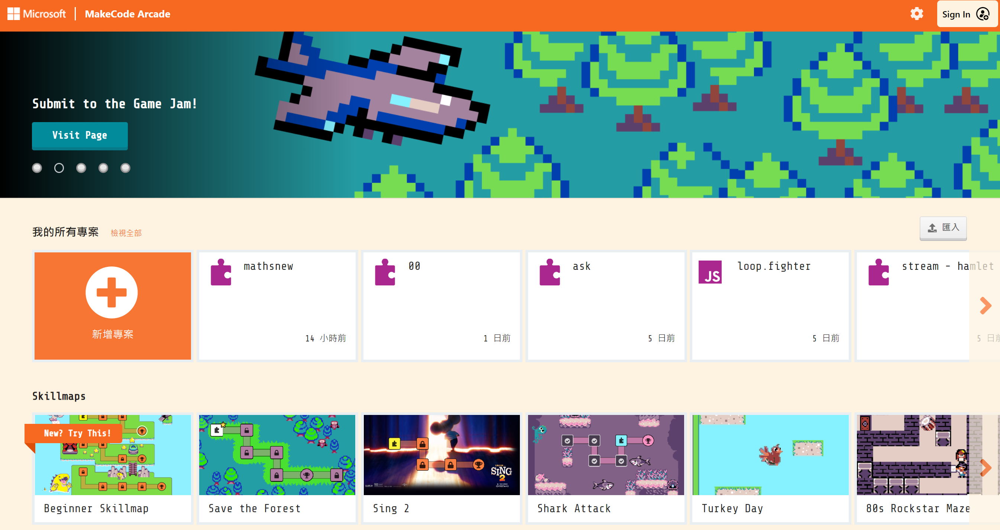 Microsoft
MakeCode Arcade
Sign In
Submit to the Game Jam!
Visit Page
我的所有專案
檢視全部
匯入
新增專案
mathsnew
14 小時前
00
1 日前
ask
5 日前
JS
loop.fighter
5 日前
stream - hamlet
5 日前
Skillmaps
New? Try This!
Beginner Skillmap
Save the Forest
SING
2
Sing 2
Shark Attack
Turkey Day
80s Rockstar Maze